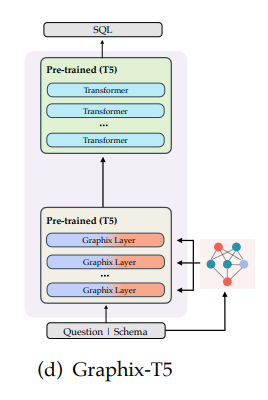 SQL
Pre-trained (T5)
Transformer
Transformer
...
Transformer
Pre-trained (T5)
Graphix Layer
Graphix Layer
...
Graphix Layer
Question | Schema
(d) Graphix-T5